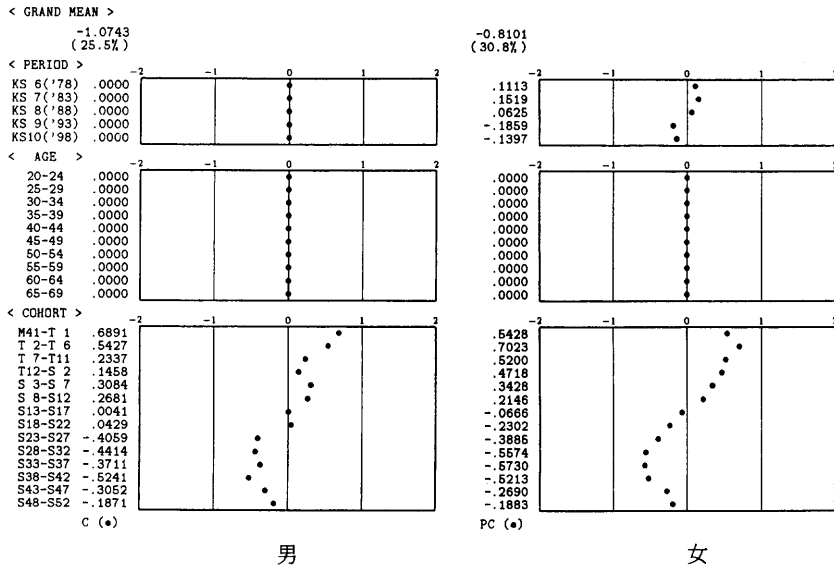 < GRAND MEAN >
-1.0743 -0.8101
(25.5%) (30.8%)
< PERIOD > -2 -1 0 1 2 -2 -1 0 1 2
KS 6('78) .0000 .1113
KS 7('83) .0000 .1519
KS 8('88) .0000 .0625
KS 9('93) .0000 -.1859
KS10('98) .0000 -.1397
< AGE > -2 -1 0 1 2 -2 -1 0 1 2
20-24 .0000 .0000
25-29 .0000 .0000
30-34 .0000 .0000
35-39 .0000 .0000
40-44 .0000 .0000
45-49 .0000 .0000
50-54 .0000 .0000
55-59 .0000 .0000
60-64 .0000 .0000
65-69 .0000 .0000
< COHORT > -2 -1 0 1 2 -2 -1 0 1 2
M41-T 1 .6891 .5428
T 2-T 6 .5427 .7023
T 7-T11 .2337 .5200
T12-S 2 .1458 .4718
S 3-S 7 .3084 .3428
S 8-S12 .2681 .2146
S13-S17 .0041 -.0666
S18-S22 .0429 -.2302
S23-S27 -.4059 -.3886
S28-S32 -.4414 -.5574
S33-S37 -.3711 -.5730
S38-S42 -.5241 -.5213
S43-S47 -.3052 -.2690
S48-S52 -.1871 -.1883
C (●) PC (●)
男 女